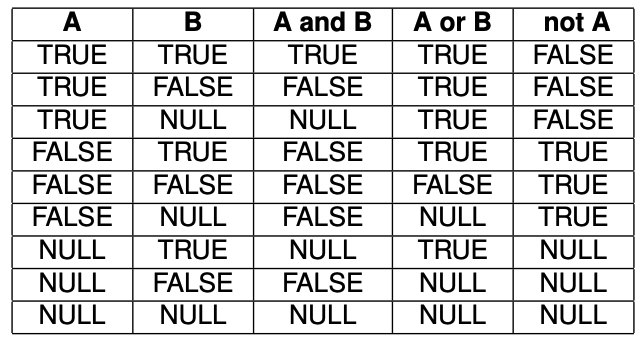 A B A and B A or B not A
TRUE TRUE TRUE TRUE FALSE
TRUE FALSE FALSE TRUE FALSE
TRUE NULL NULL TRUE FALSE
FALSE TRUE FALSE TRUE TRUE
FALSE FALSE FALSE FALSE TRUE
FALSE NULL FALSE NULL TRUE
NULL TRUE NULL TRUE NULL
NULL FALSE FALSE NULL NULL
NULL NULL NULL NULL NULL